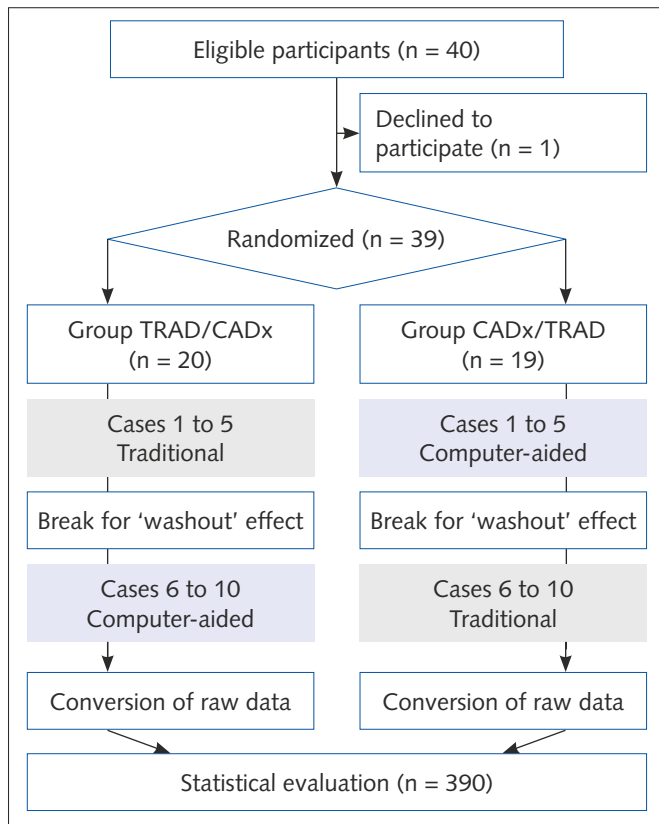 Eligible participants (n = 40)
Declined to
participate (n = 1)
Randomized (n = 39)
Group TRAD/CADx
(n = 20)
Group CADx/TRAD
(n = 19)
Cases 1 to 5
Traditional
Cases 1 to 5
Computer-aided
Break for ‘washout’ effect
Break for ‘washout’ effect
Cases 6 to 10
Computer-aided
Cases 6 to 10
Traditional
Conversion of raw data
Conversion of raw data
Statistical evaluation (n = 390)